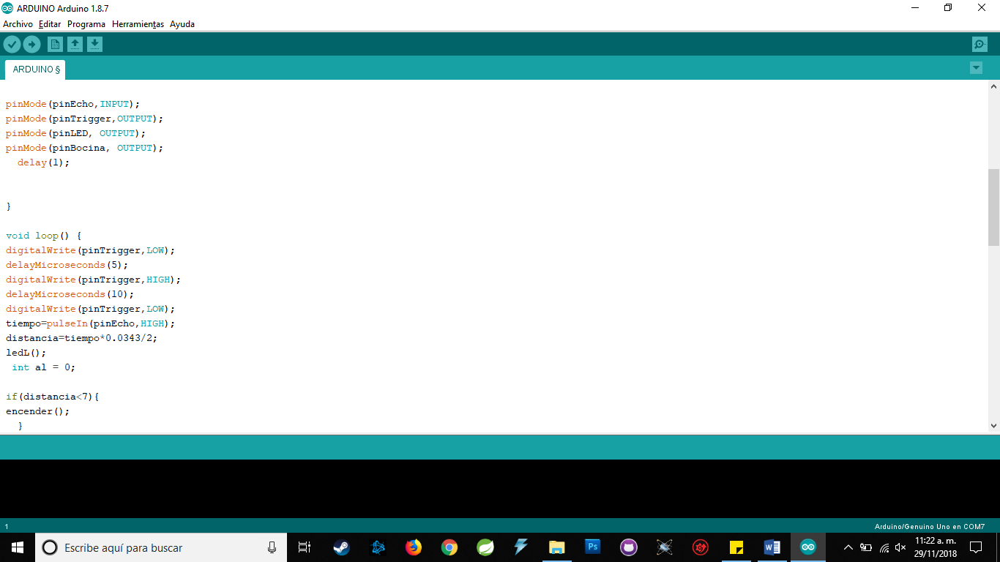 ARDUINO Arduino 1.8.7
Archivo Editar Programa Herramientas Ayuda
ARDUINO §
pinMode(pinEcho,INPUT);
pinMode(pinTrigger,OUTPUT);
pinMode(pinLED, OUTPUT);
pinMode(pinBocina, OUTPUT);
delay(1);
}
void loop() {
digitalWrite(pinTrigger,LOW);
delayMicroseconds(5);
digitalWrite(pinTrigger,HIGH);
delayMicroseconds(10);
digitalWrite(pinTrigger,LOW);
tiempo=pulseIn(pinEcho,HIGH);
distancia=tiempo*0.0343/2;
ledL();
int al = 0;
if(distancia<7){
encender();
}
1
Arduino/Genuino Uno en COM7
Escribe aquí para buscar
Ps
11:22 a. m.
29/11/2018